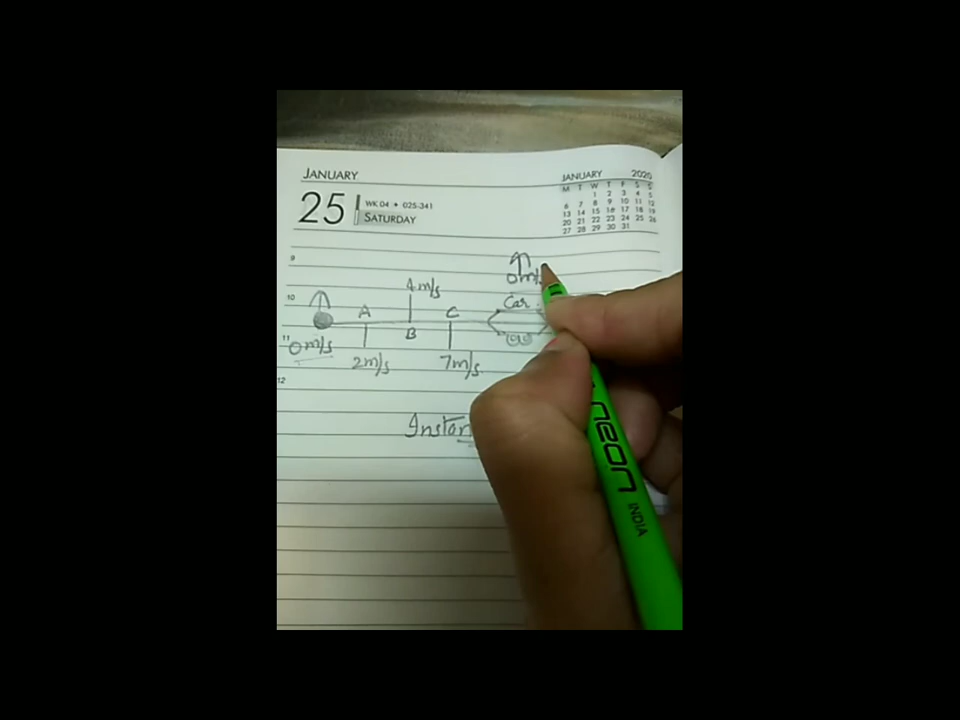 JANUARY
25
WK 04 • 025-341
SATURDAY
JANUARY 2020
M T W T F S S
1 2 3 4 5
6 7 8 9 10 11 12
13 14 15 16 17 18 19
20 21 22 23 24 25 26
27 28 29 30 31
9
0m/
4m/s
10
A
C
Car
B
11
0m/s
2m/s
7m/s
12
Instan
neon
INDIA